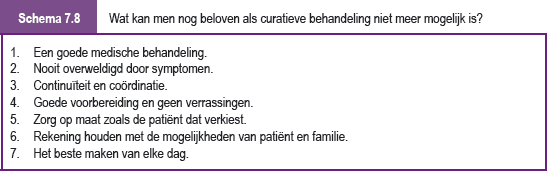 Schema 7.8 Wat kan men nog beloven als curatieve behandeling niet meer mogelijk is?
1. Een goede medische behandeling.
2. Nooit overweldigd door symptomen.
3. Continuïteit en coördinatie.
4. Goede voorbereiding en geen verrassingen.
5. Zorg op maat zoals de patiënt dat verkiest.
6. Rekening houden met de mogelijkheden van patiënt en familie.
7. Het beste maken van elke dag.